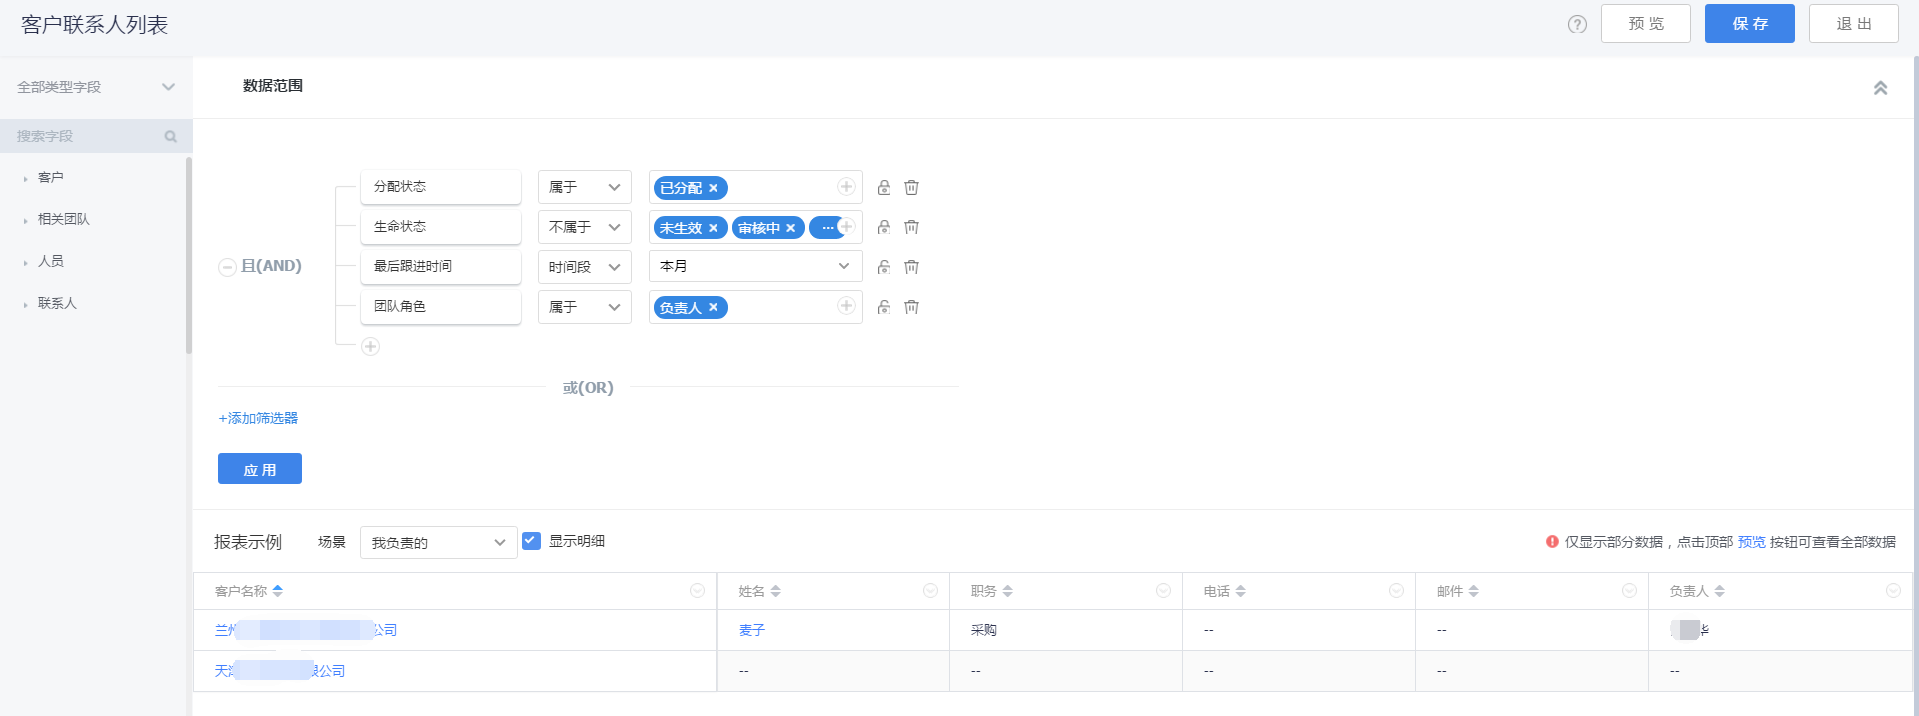 客户联系人列表
? 预 览 保 存 退 出
全部类型字段
搜索字段
客户
相关团队
人员
联系人
数据范围
且(AND)
分配状态 属于 已分配 ×
生命状态 不属于 未生效 × 审核中 × ...
最后跟进时间 时间段 本月
团队角色 属于 负责人 ×
或(OR)
+添加筛选器
应 用
报表示例 场景 我负责的 显示明细 仅显示部分数据，点击顶部 预览 按钮可查看全部数据
客户名称 姓名 职务 电话 邮件 负责人
兰州 公司 麦子 采购 -- -- 华
天 限公司 -- -- -- -- --